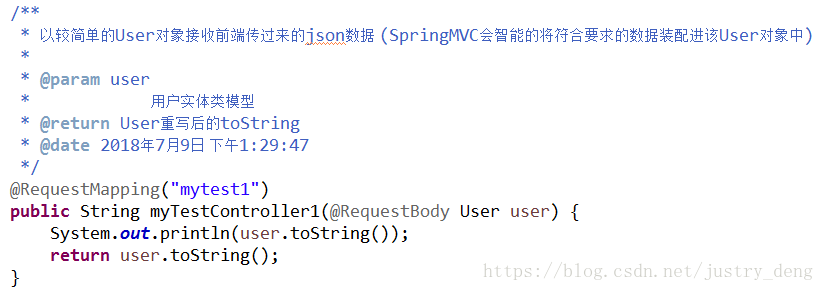 /**
 * 以较简单的User对象接收前端传过来的json数据 (SpringMVC会智能的将符合要求的数据装配进该User对象中)
 *
 * @param user
 *            用户实体类模型
 * @return User重写后的toString
 * @date 2018年7月9日 下午1:29:47
 */
@RequestMapping("mytest1")
public String myTestController1(@RequestBody User user) {
    System.out.println(user.toString());
    return user.toString();
}
https://blog.csdn.net/justry_deng